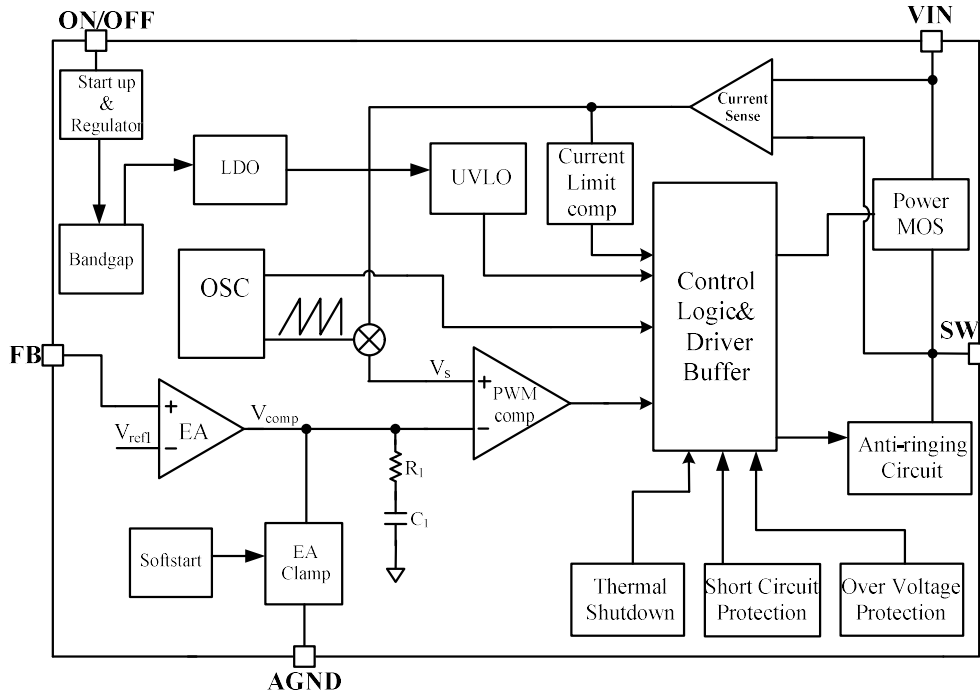 ON/OFF
VIN
Start up
&
Regulator
Current
Sense
LDO
UVLO
Current
Limit
comp
Power
MOS
Bandgap
OSC
Control
Logic&
Driver
Buffer
SW
FB
Vs
+
PWM
comp
−
+
EA
−
Vref1
Vcomp
R1
C1
Anti-ringing
Circuit
Softstart
EA
Clamp
Thermal
Shutdown
Short Circuit
Protection
Over Voltage
Protection
AGND